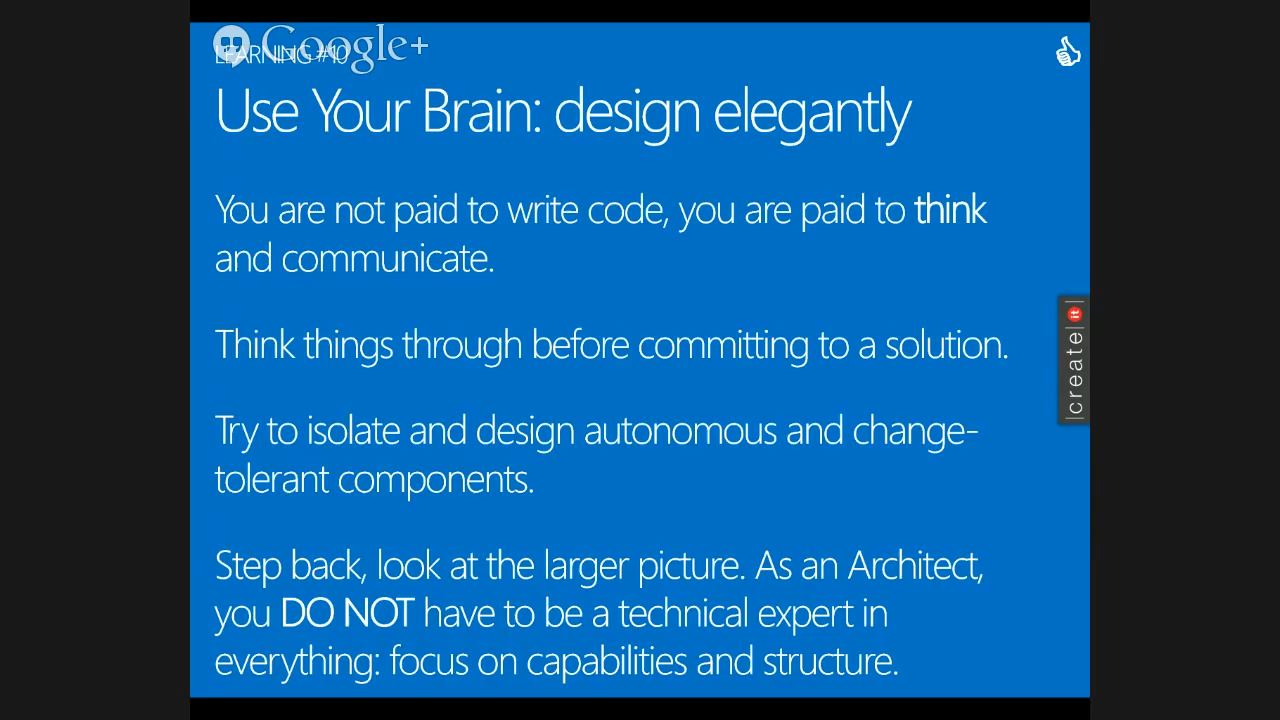 Google+
LEARNING #10
Use Your Brain: design elegantly
You are not paid to write code, you are paid to think
and communicate.
Think things through before committing to a solution.
Try to isolate and design autonomous and change-
tolerant components.
Step back, look at the larger picture. As an Architect,
you DO NOT have to be a technical expert in
everything: focus on capabilities and structure.
|create|it|